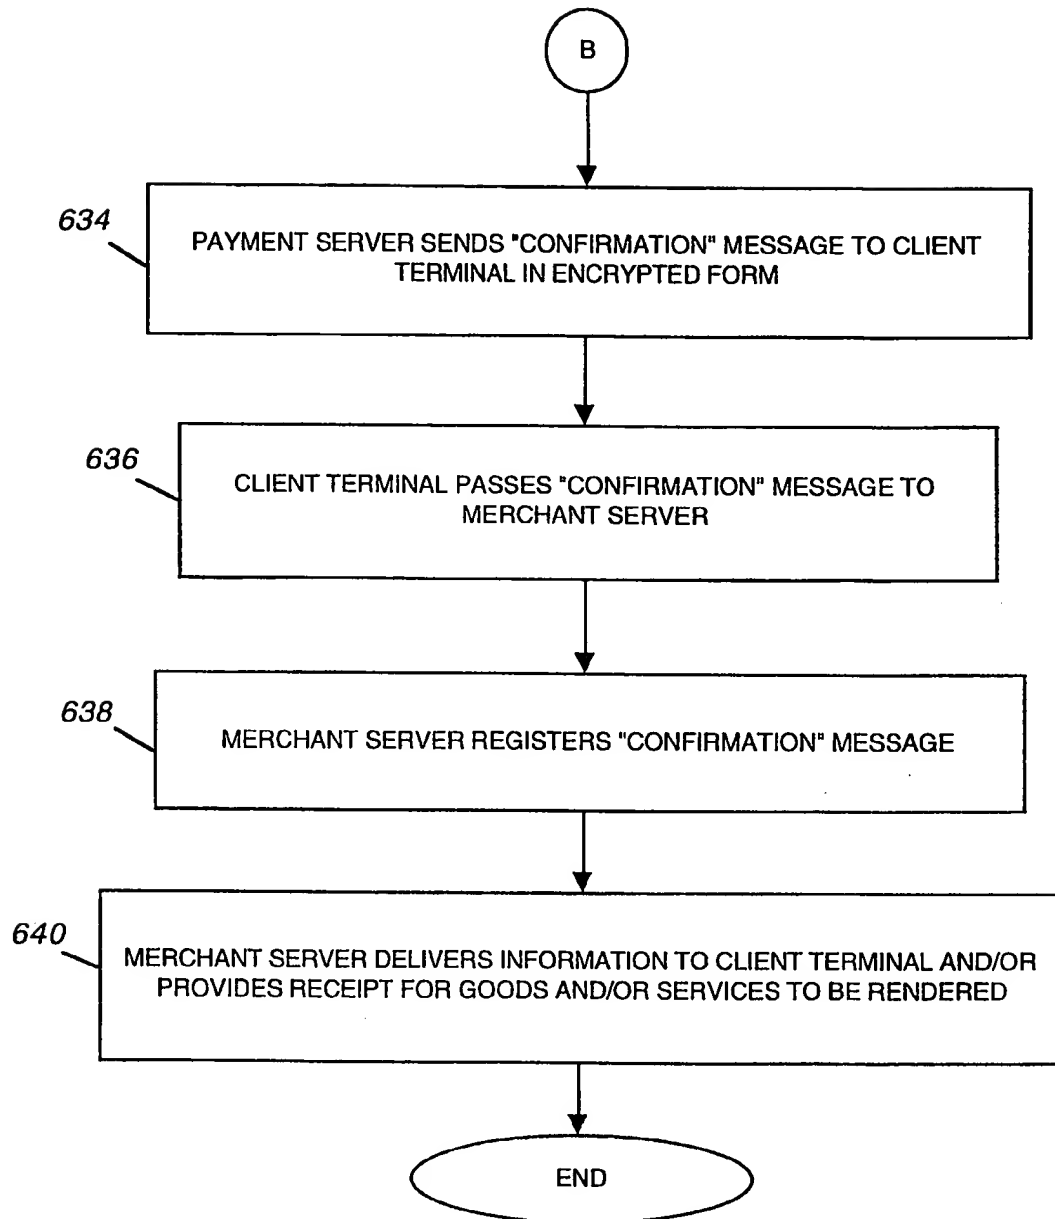 B
634
PAYMENT SERVER SENDS "CONFIRMATION" MESSAGE TO CLIENT
TERMINAL IN ENCRYPTED FORM
636
CLIENT TERMINAL PASSES "CONFIRMATION" MESSAGE TO
MERCHANT SERVER
638
MERCHANT SERVER REGISTERS "CONFIRMATION" MESSAGE
640
MERCHANT SERVER DELIVERS INFORMATION TO CLIENT TERMINAL AND/OR
PROVIDES RECEIPT FOR GOODS AND/OR SERVICES TO BE RENDERED
END